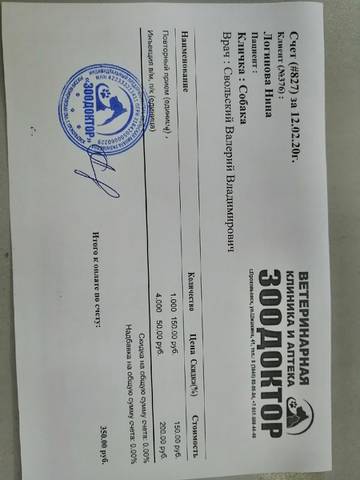 ВЕТЕРИНАРНАЯ
КЛИНИКА И АПТЕКА
ЗООДОКТОР
Счет (#827) за 12.02.20г.
Клиент (№376) :
Логинова Нина
Пациент :
Кличка : Собака
Врач : Свольский Валерий Владимирович
Наименование Количество Цена Скидка(%) Стоимость
Повторный прием (единицы) , 1.000 150.00 руб. 150.00 руб.
Инъекция в/м, п/к (единица) 4.000 50.00 руб. 200.00 руб.
Скидка на общую сумму счета: 0.00%
Надбавка на общую сумму счета: 0.00%
Итого к оплате по счету: 350.00 руб.
ЗООДОКТОР